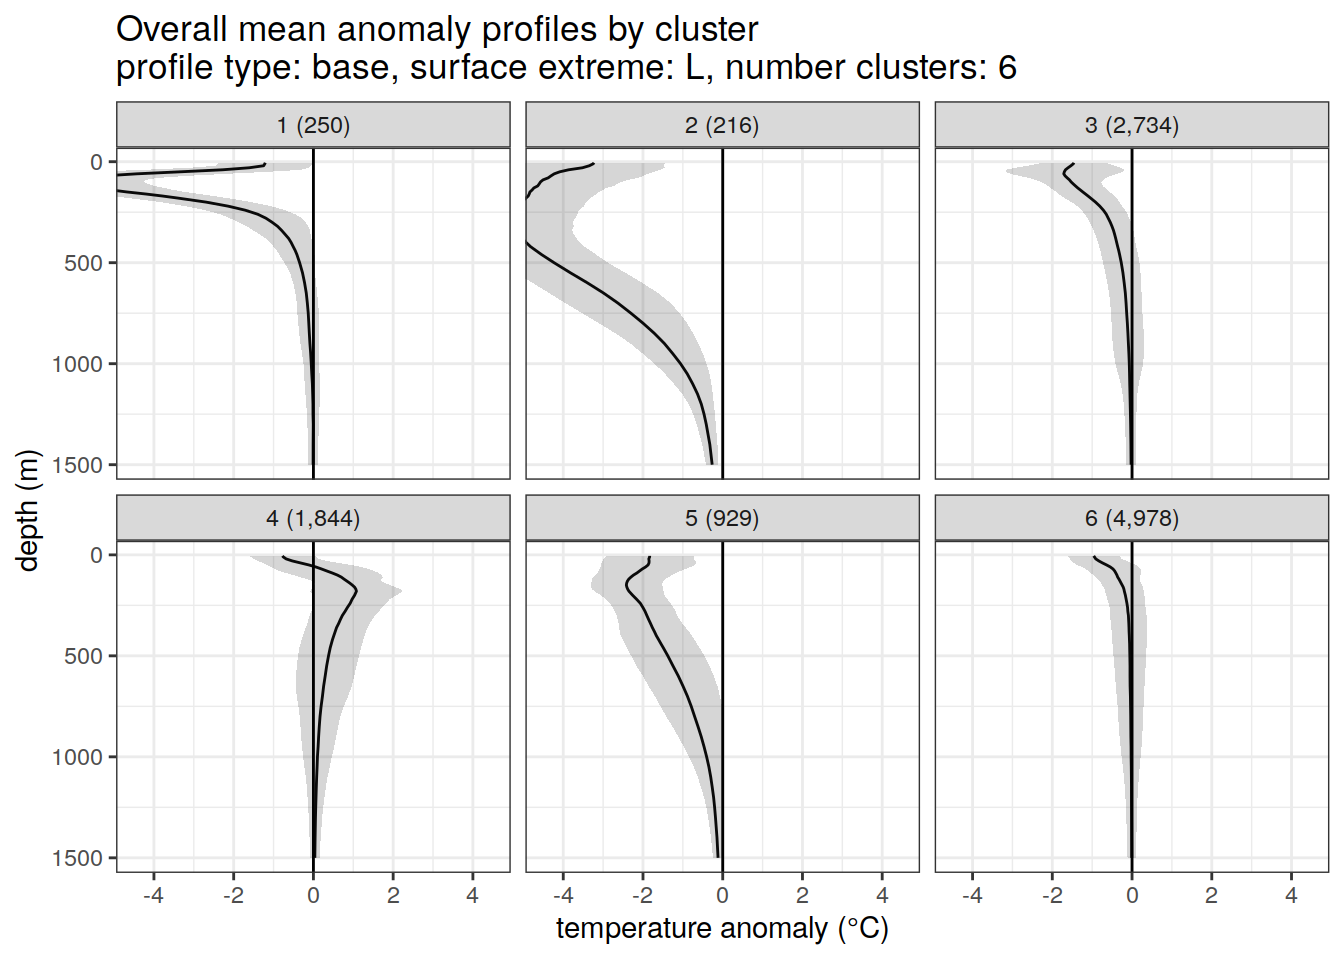 Overall mean anomaly profiles by cluster
profile type: base, surface extreme: L, number clusters: 6
1 (250)
2 (216)
3 (2,734)
0
500
1000
1500
4 (1,844)
5 (929)
6 (4,978)
0
500
1000
1500
-4 -2 0 2 4
-4 -2 0 2 4
-4 -2 0 2 4
depth (m)
temperature anomaly (°C)